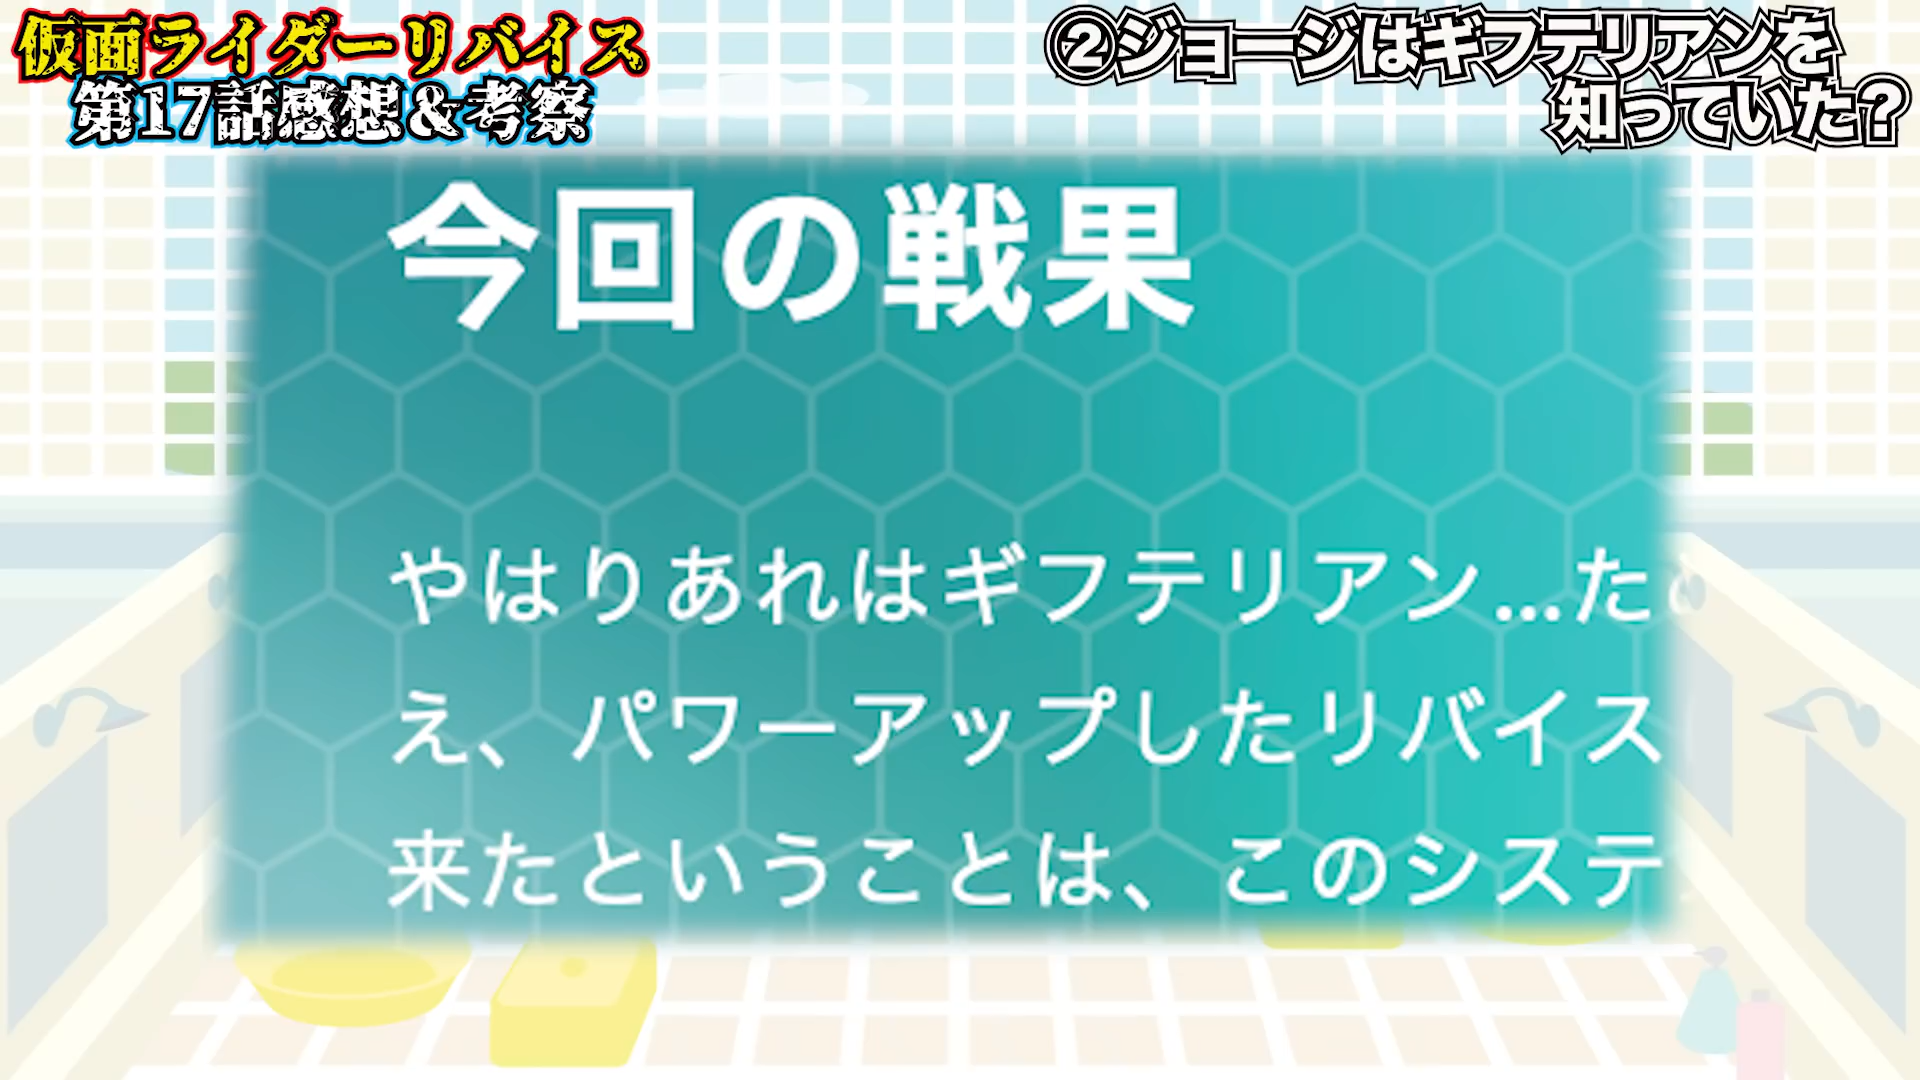 仮面ライダーリバイス
第17話感想&考察
②ジョージはギフテリアンを
知っていた?
今回の戦果
やはりあれはギフテリアン…た
え、パワーアップしたリバイス
来たということは、このシステ